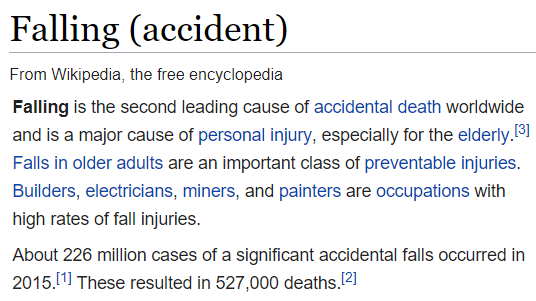 Falling (accident)
From Wikipedia, the free encyclopedia
Falling is the second leading cause of accidental death worldwide
and is a major cause of personal injury, especially for the elderly.[3]
Falls in older adults are an important class of preventable injuries.
Builders, electricians, miners, and painters are occupations with
high rates of fall injuries.
About 226 million cases of a significant accidental falls occurred in
2015.[1] These resulted in 527,000 deaths.[2]